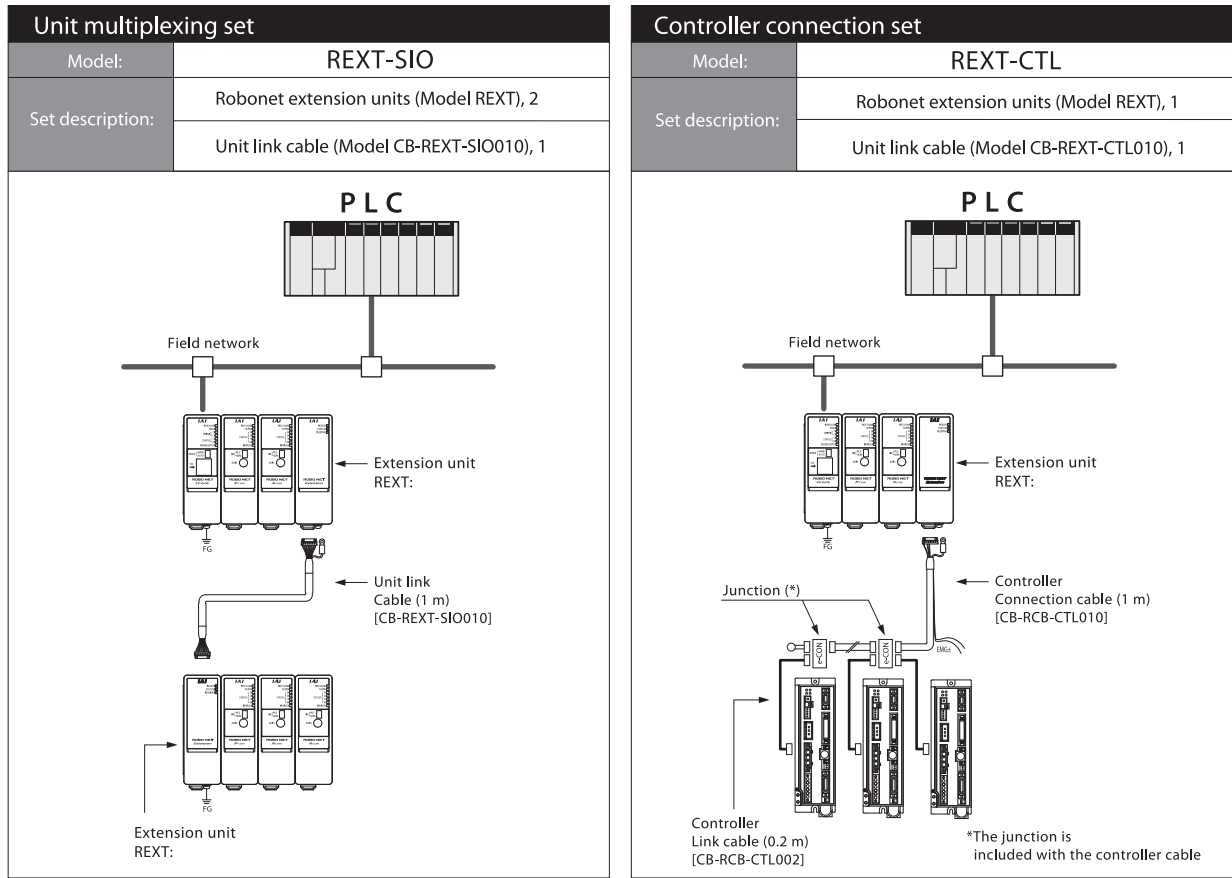 Unit multiplexing set
Model:
REXT-SIO
Set description:
Robonet extension units (Model REXT), 2
Unit link cable (Model CB-REXT-SIO010), 1
PLC
Field network
Extension unit
REXT:
FG
Unit link
Cable (1 m)
[CB-REXT-SIO010]
FG
Extension unit
REXT:
Controller connection set
Model:
REXT-CTL
Set description:
Robonet extension units (Model REXT), 1
Unit link cable (Model CB-REXT-CTL010), 1
PLC
Field network
Extension unit
REXT:
FG
Junction (*)
Controller
Connection cable (1 m)
[CB-RCB-CTL010]
e-CON
e-CON
EMG±
Controller
Link cable (0.2 m)
[CB-RCB-CTL002]
*The junction is
included with the controller cable